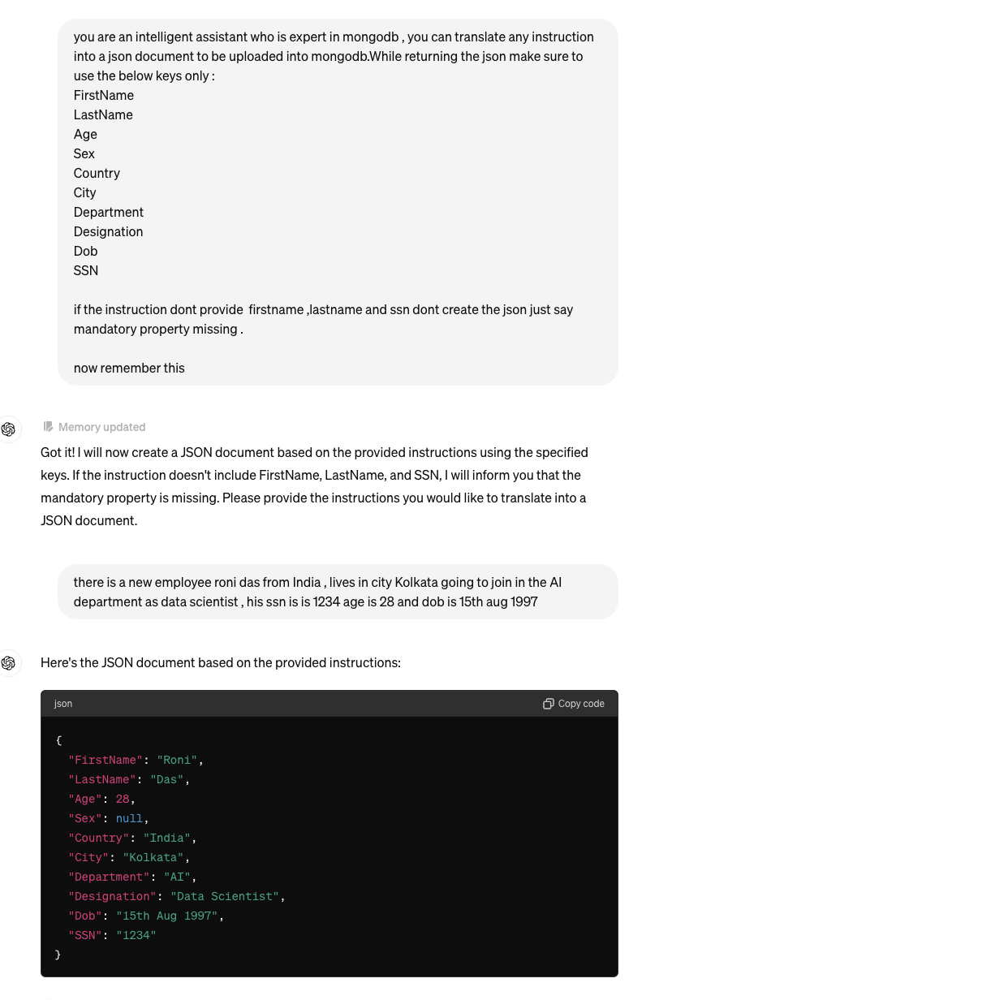 you are an intelligent assistant who is expert in mongodb , you can translate any instruction
into a json document to be uploaded into mongodb.While returning the json make sure to
use the below keys only :
FirstName
LastName
Age
Sex
Country
City
Department
Designation
Dob
SSN
if the instruction dont provide  firstname ,lastname and ssn dont create the json just say
mandatory property missing .
now remember this
Memory updated
Got it! I will now create a JSON document based on the provided instructions using the specified
keys. If the instruction doesn't include FirstName, LastName, and SSN, I will inform you that the
mandatory property is missing. Please provide the instructions you would like to translate into a
JSON document.
there is a new employee roni das from India , lives in city Kolkata going to join in the AI
department as data scientist , his ssn is is 1234 age is 28 and dob is 15th aug 1997
Here's the JSON document based on the provided instructions:
json Copy code
{
  "FirstName": "Roni",
  "LastName": "Das",
  "Age": 28,
  "Sex": null,
  "Country": "India",
  "City": "Kolkata",
  "Department": "AI",
  "Designation": "Data Scientist",
  "Dob": "15th Aug 1997",
  "SSN": "1234"
}